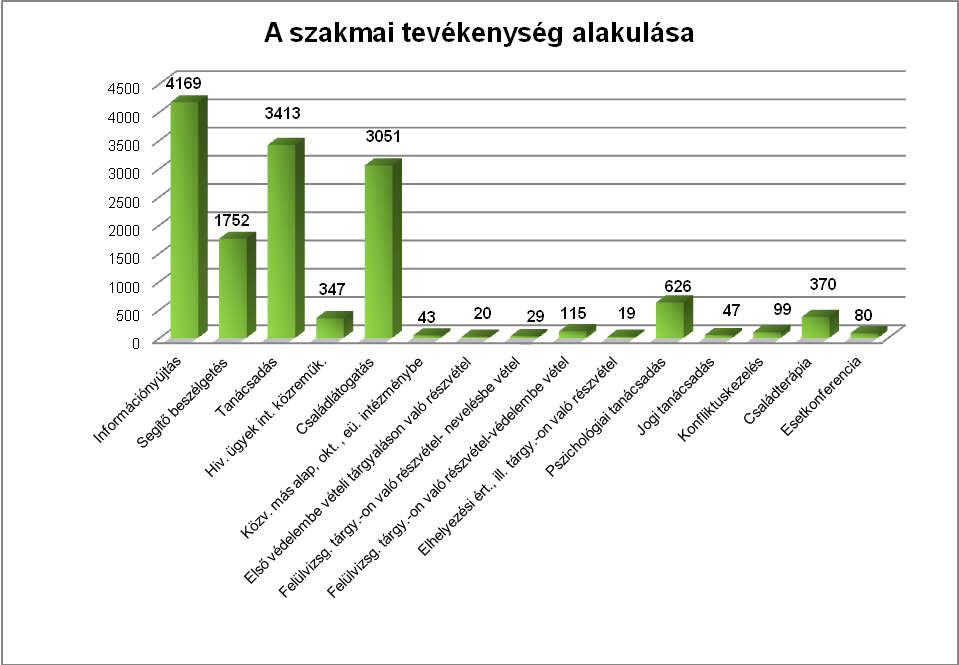 A szakmai tevékenység alakulása
4500
4000
3500
3000
2500
2000
1500
1000
500
0
4169
1752
3413
347
3051
43
20
29
115
19
626
47
99
370
80
Információnyújtás
Segítő beszélgetés
Tanácsadás
Hiv. ügyek int. közreműk.
Családlátogatás
Közv. más alap, okt. , eü. intézménybe
Első védelembe vételi tárgyaláson való részvétel
Felülvizsg. tárgy.-on való részvétel- nevelésbe vétel
Felülvizsg. tárgy.-on való részvétel-védelembe vétel
Elhelyezési ért., ill. tárgy.-on való részvétel
Pszichológiai tanácsadás
Jogi tanácsadás
Konfliktuskezelés
Családterápia
Esetkonferencia